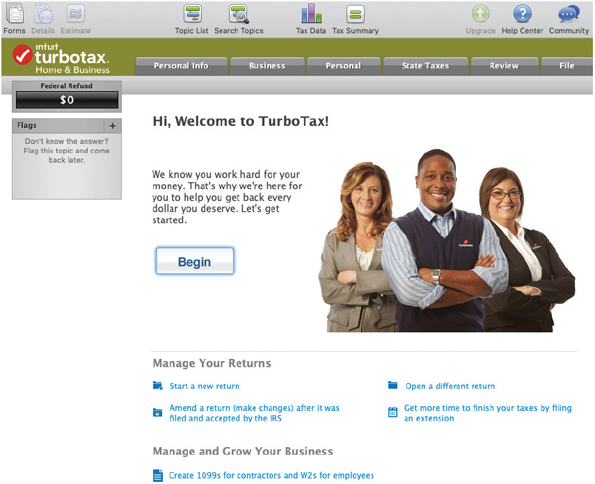 Forms Details Estimate Topic List Search Topics Tax Data Tax Summary Upgrade Help Center Community
intuit
turbotax.
Home & Business
Personal Info Business Personal State Taxes Review File
Federal Refund
$0
Flags +
Don't know the answer?
Flag this topic and come
back later.
Hi, Welcome to TurboTax!
We know you work hard for your
money. That's why we're here for
you to help you get back every
dollar you deserve. Let's get
started.
Begin
turbotax
Manage Your Returns
Start a new return
Open a different return
Amend a return (make changes) after it was
filed and accepted by the IRS
Get more time to finish your taxes by filing
an extension
Manage and Grow Your Business
Create 1099s for contractors and W2s for employees